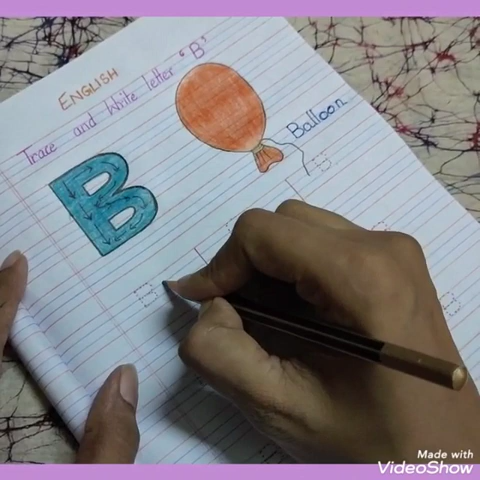 ENGLISH
Trace and Write letter "B"
Balloon
B
B
B
Made with
VideoShow